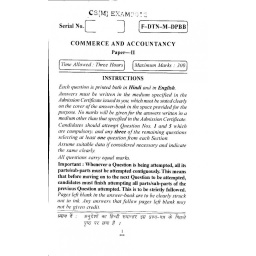 CS(M) EXAM
Serial No.
F-DTN-M-DPBB
COMMERCE AND ACCOUNTANCY
Paper—II
Time Allowed : Three Hours
Maximum Marks : 300
INSTRUCTIONS
Each question is printed both in Hindi and in English.
Answers must be written in the medium specified in the
Admission Certificate issued to you, which must be stated clearly
on the cover of the answer-book in the space provided for the
purpose. No marks will be given for the answers written in a
medium other than that specified in the Admission Certificate.
Candidates should attempt Question Nos. 1 and 5 which
are compulsory, and any three of the remaining questions
selecting at least one question from each Section.
Assume suitable data if considered necessary and indicate
the same clearly.
All questions carry equal marks.
Important : Whenever a Question is being attempted, all its
parts/sub-parts must be attempted contiguously. This means
that before moving on to the next Question to be attempted,
candidates must finish attempting all parts/sub-parts of the
previous Question attempted. This is to be strictly followed.
Pages left blank in the answer-book are to be clearly struck
out in ink. Any answers that follow pages left blank may
not be given credit.
ध्यान दें : अनुदेशों का हिन्दी रूपान्तर इस प्रश्न-पत्र के पिछले
पृष्ठ पर छपा है ।